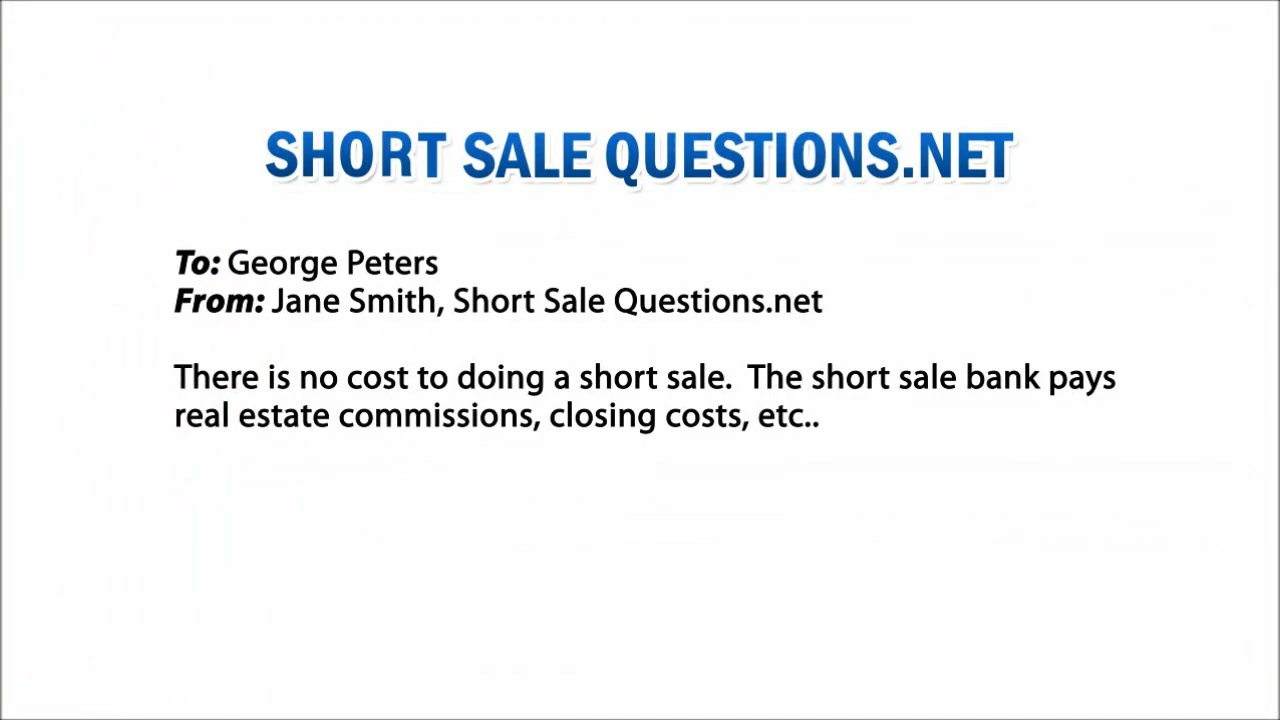 SHORT SALE QUESTIONS.NET
To: George Peters
From: Jane Smith, Short Sale Questions.net
There is no cost to doing a short sale.  The short sale bank pays
real estate commissions, closing costs, etc..